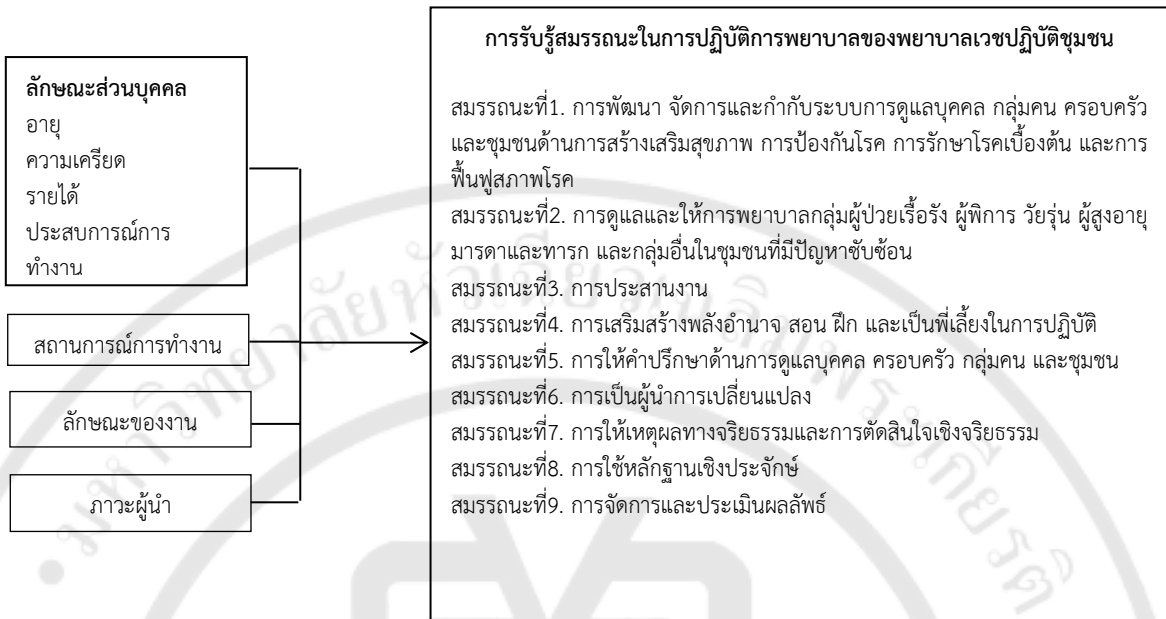 ลักษณะส่วนบุคคล
อายุ
ความเครียด
รายได้
ประสบการณ์การ
ทำงาน
สถานการณ์การทำงาน
ลักษณะของงาน
ภาวะผู้นำ
การรับรู้สมรรถนะในการปฏิบัติการพยาบาลของพยาบาลเวชปฏิบัติชุมชน
สมรรถนะที่1. การพัฒนา จัดการและกำกับระบบการดูแลบุคคล กลุ่มคน ครอบครัว
และชุมชนด้านการสร้างเสริมสุขภาพ การป้องกันโรค การรักษาโรคเบื้องต้น และการ
ฟื้นฟูสภาพโรค
สมรรถนะที่2. การดูแลและให้การพยาบาลกลุ่มผู้ป่วยเรื้อรัง ผู้พิการ วัยรุ่น ผู้สูงอายุ
มารดาและทารก และกลุ่มอื่นในชุมชนที่มีปัญหาซับซ้อน
สมรรถนะที่3. การประสานงาน
สมรรถนะที่4. การเสริมสร้างพลังอำนาจ สอน ฝึก และเป็นพี่เลี้ยงในการปฏิบัติ
สมรรถนะที่5. การให้คำปรึกษาด้านการดูแลบุคคล ครอบครัว กลุ่มคน และชุมชน
สมรรถนะที่6. การเป็นผู้นำการเปลี่ยนแปลง
สมรรถนะที่7. การให้เหตุผลทางจริยธรรมและการตัดสินใจเชิงจริยธรรม
สมรรถนะที่8. การใช้หลักฐานเชิงประจักษ์
สมรรถนะที่9. การจัดการและประเมินผลลัพธ์
มหาวิทยาลัยหัวเฉียวเฉลิมพระเกียรติ